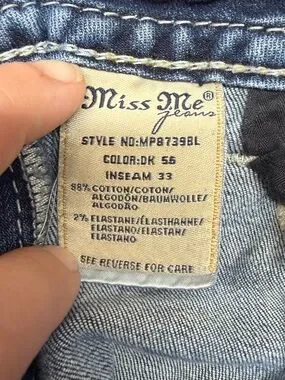 Miss Me®
jeans
STYLE NO:MP8739BL
COLOR:DK 56
INSEAM 33
98% COTTON/COTON/
ALGODÓN/BAUMWOLLE/
ALGODÃO
2% ELASTANE/ÉLASTHANNE/
ELASTANO/ELASTAN/
ELASTANO
SEE REVERSE FOR CARE